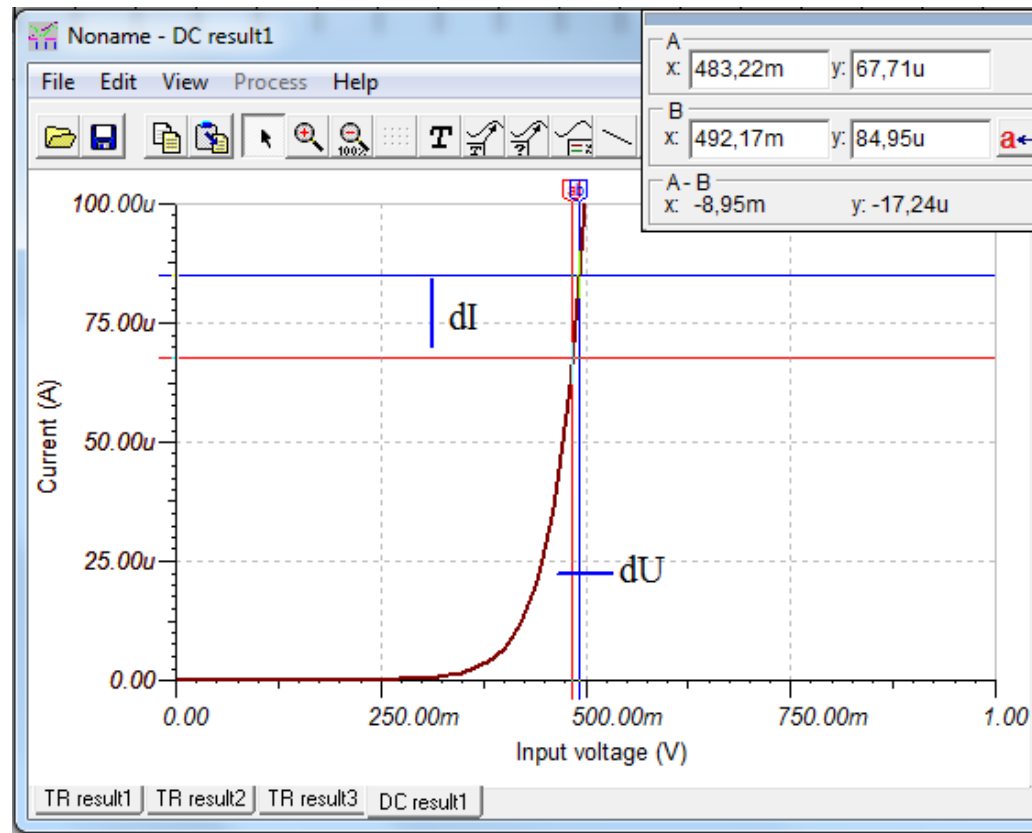 Noname - DC result1
File Edit View Process Help
T
100%
T
?
A
x: 483,22m y: 67,71u
B
x: 492,17m y: 84,95u
a
A - B
x: -8,95m y: -17,24u
a b
100.00u
75.00u
50.00u
25.00u
0.00
Current (A)
dI
dU
0.00 250.00m 500.00m 750.00m 1.00
Input voltage (V)
TR result1 TR result2 TR result3 DC result1